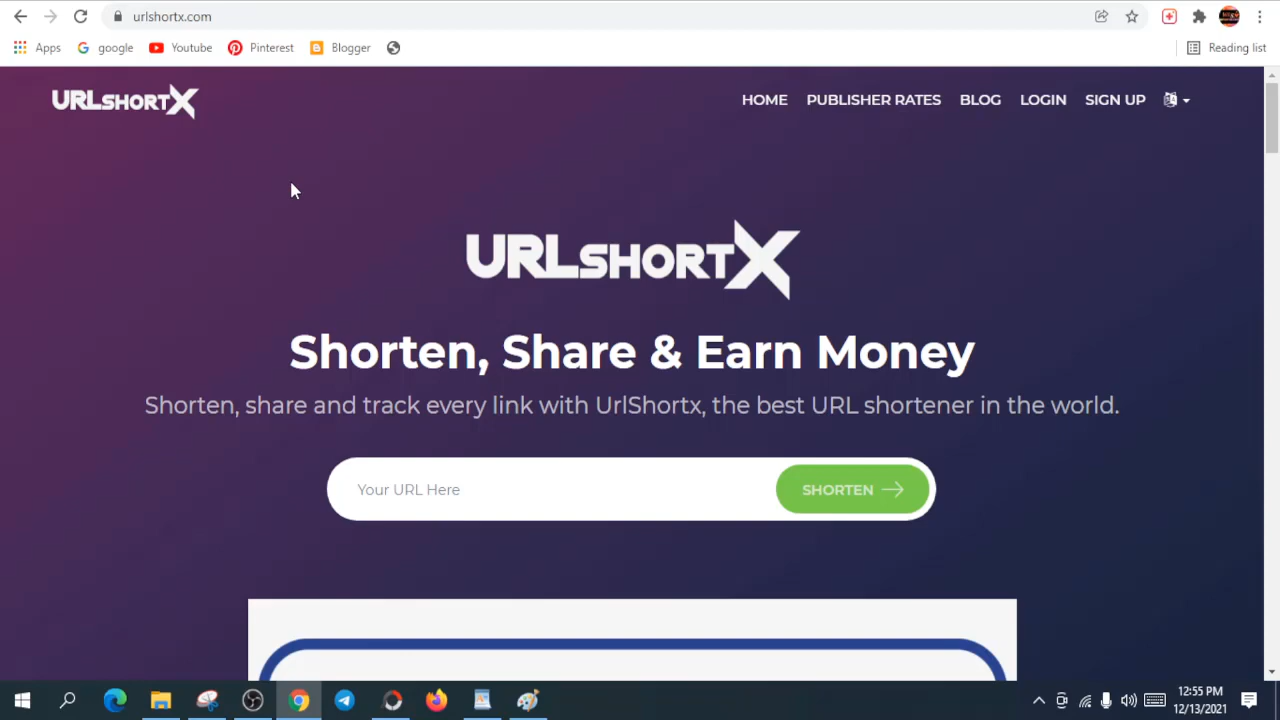 urlshortx.com
Apps google Youtube Pinterest Blogger Reading list
URLSHORTX HOME PUBLISHER RATES BLOG LOGIN SIGN UP
URLSHORTX
Shorten, Share & Earn Money
Shorten, share and track every link with UrlShortx, the best URL shortener in the world.
Your URL Here SHORTEN
12:55 PM
12/13/2021